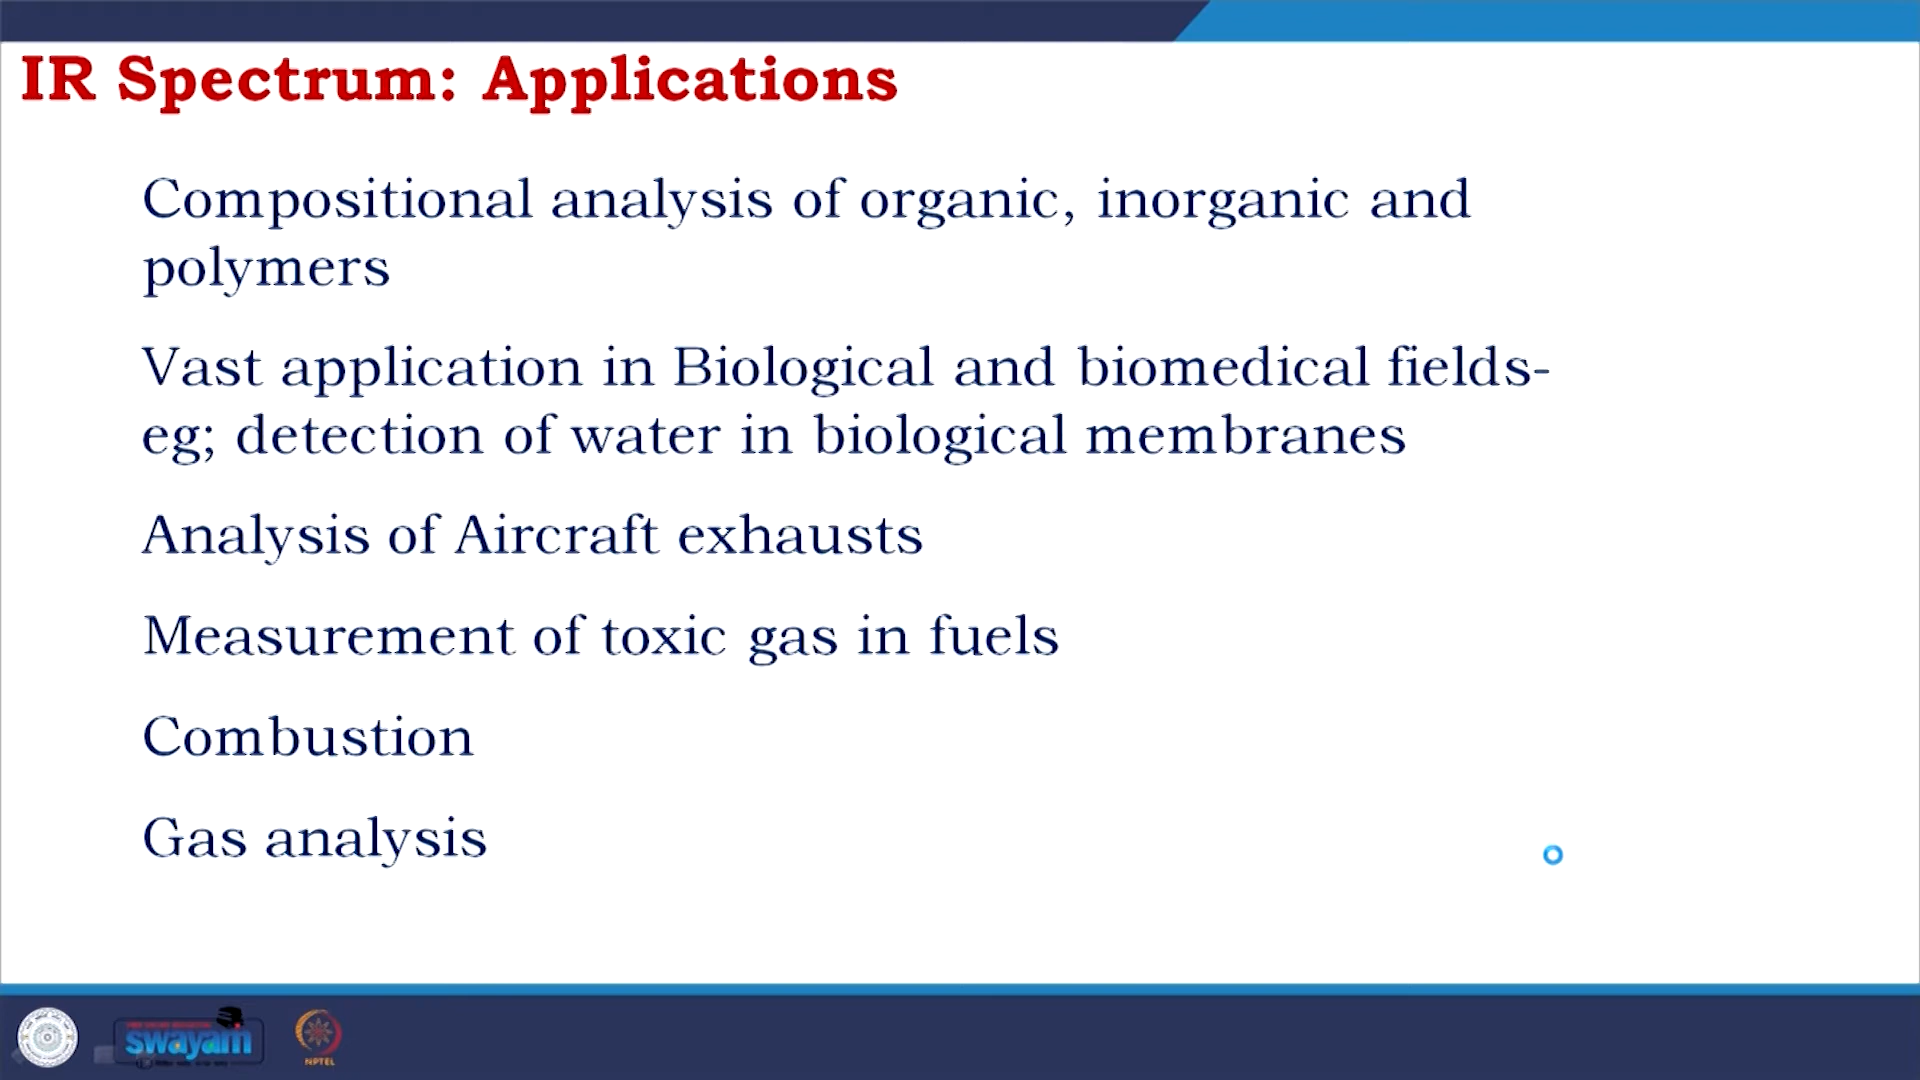 IR Spectrum: Applications
Compositional analysis of organic, inorganic and
polymers
Vast application in Biological and biomedical fields-
eg; detection of water in biological membranes
Analysis of Aircraft exhausts
Measurement of toxic gas in fuels
Combustion
Gas analysis
swayam
NPTEL